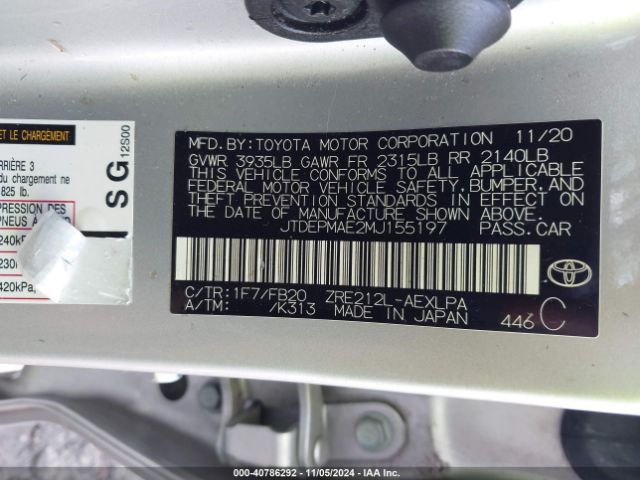 ET LE CHARGEMENT
RRIÈRE 3
du chargement ne
825 lb.
PRESSION DES
PNEUS A
240k
230
420kPa,
SG
12S00
MFD.BY:TOYOTA MOTOR CORPORATION 11/20
GVWR 3935LB GAWR FR 2315LB RR 2140LB
THIS VEHICLE CONFORMS TO ALL APPLICABLE
FEDERAL MOTOR VEHICLE SAFETY,BUMPER,AND
THEFT PREVENTION STANDARDS IN EFFECT ON
THE DATE OF MANUFACTURE SHOWN ABOVE.
JTDEPMAE2MJ155197 PASS.CAR
C/TR:1F7/FB20 ZRE212L-AEXLPA
A/TM: /K313 MADE IN JAPAN 446 C
TOYOTA
000-40786292 - 11/05/2024 - IAA Inc.